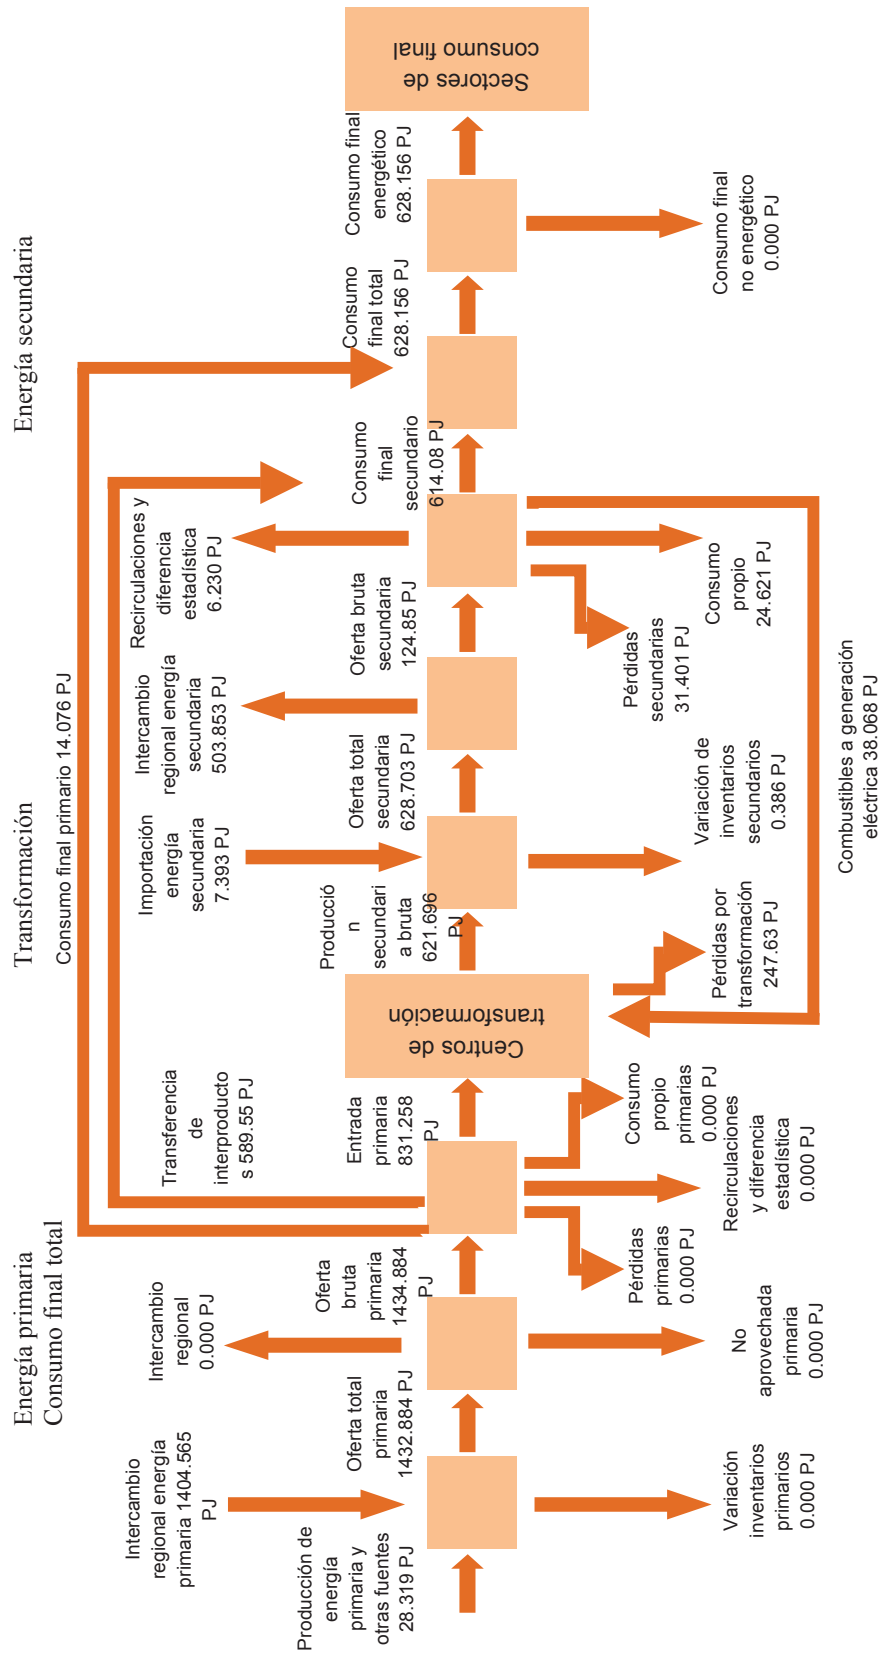 Energía primaria
Consumo final total
Transformación
Energía secundaria
Consumo final primario 14.076 PJ
Intercambio
regional energía
primaria 1404.565
PJ
Intercambio
regional
0.000 PJ
Transferencia
de
interproducto
s 589.55 PJ
Importación
energía
secundaria
7.393 PJ
Intercambio
regional energía
secundaria
503.853 PJ
Recirculaciones y
diferencia
estadística
6.230 PJ
Producción de
energía
primaria y
otras fuentes
28.319 PJ
Oferta total
primaria
1432.884 PJ
Oferta
bruta
primaria
1434.884
PJ
Entrada
primaria
831.258
PJ
Centros de
transformación
Producció
n
secundari
a bruta
621.696
PJ
Oferta total
secundaria
628.703 PJ
Oferta bruta
secundaria
124.85 PJ
Consumo
final
secundario
614.08 PJ
Consumo
final total
628.156 PJ
Consumo final
energético
628.156 PJ
Sectores de
consumo final
Variación
inventarios
primarios
0.000 PJ
No
aprovechada
primaria
0.000 PJ
Pérdidas
primarias
0.000 PJ
Recirculaciones
y diferencia
estadística
0.000 PJ
Consumo
propio
primarias
0.000 PJ
Pérdidas por
transformación
247.63 PJ
Variación de
inventarios
secundarios
0.386 PJ
Pérdidas
secundarias
31.401 PJ
Consumo
propio
24.621 PJ
Consumo final
no energético
0.000 PJ
Combustibles a generación
eléctrica 38.068 PJ